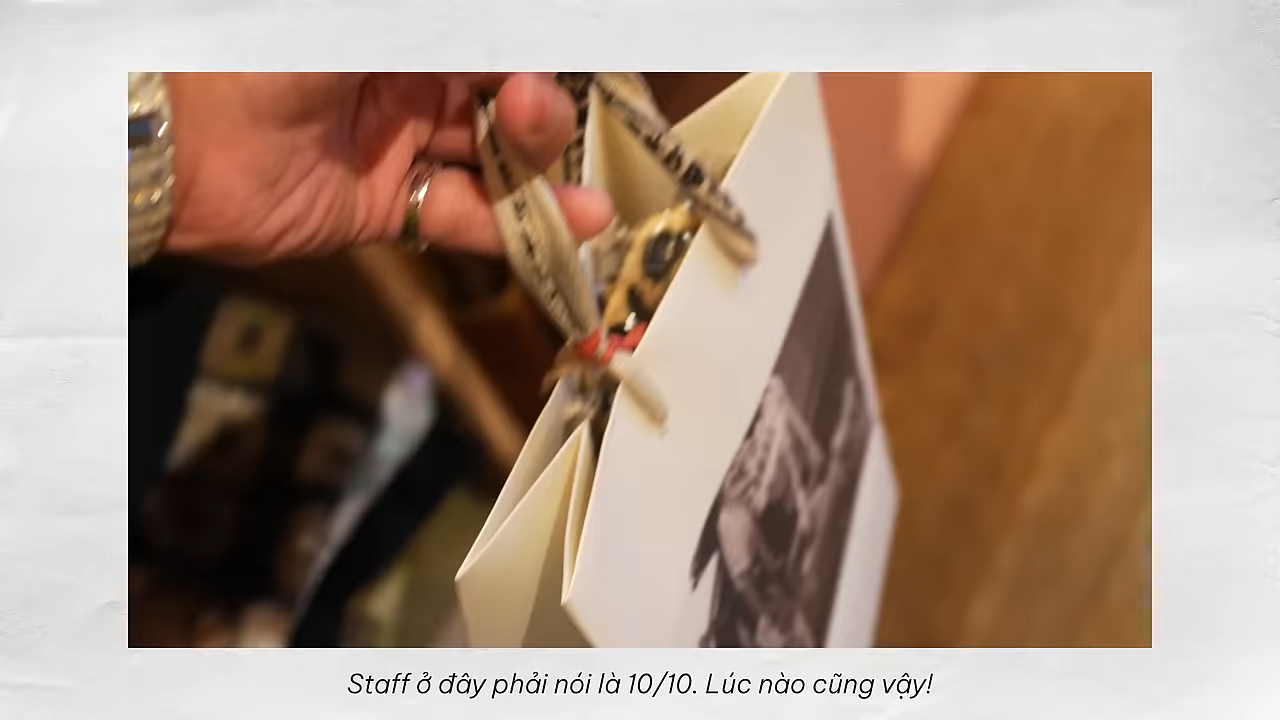 Staff ở đây phải nói là 10/10. Lúc nào cũng vậy!